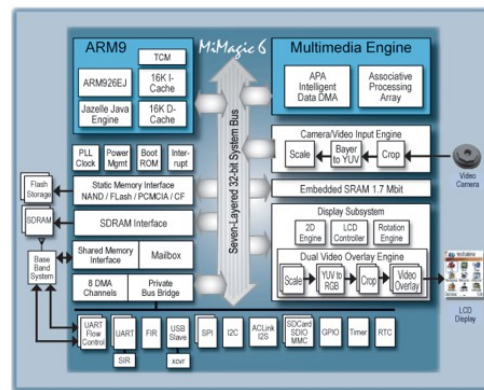 ARM9
MiMagic 6
Multimedia Engine
TCM
ARM926EJ
16K I-
Cache
Jazelle Java
Engine
16K D-
Cache
APA
Intelligent
Data DMA
Associative
Processing
Array
Seven-Layered 32-bit System Bus
PLL
Clock
Power
Mgmt
Boot
ROM
Inter-
rupt
Camera/Video Input Engine
Scale
Bayer
to YUV
Crop
Video
Camera
Flash
Storage
Static Memory Interface
NAND / FLash / PCMCIA / CF
Embedded SRAM 1.7 Mbit
SDRAM
SDRAM Interface
Display Subsystem
2D
Engine
LCD
Controller
Rotation
Engine
Base
Band
System
Shared Memory
Interface
Mailbox
Dual Video Overlay Engine
Scale
YUV to
RGB
Crop
Video
Overlay
LCD
Display
8 DMA
Channels
Private
Bus Bridge
UART
Flow
Control
UART
FIR
USB
Slave
SPI
I2C
ACLink
I2S
SDCard
SDIO
MMC
GPIO
Timer
RTC
SIR
XCVT